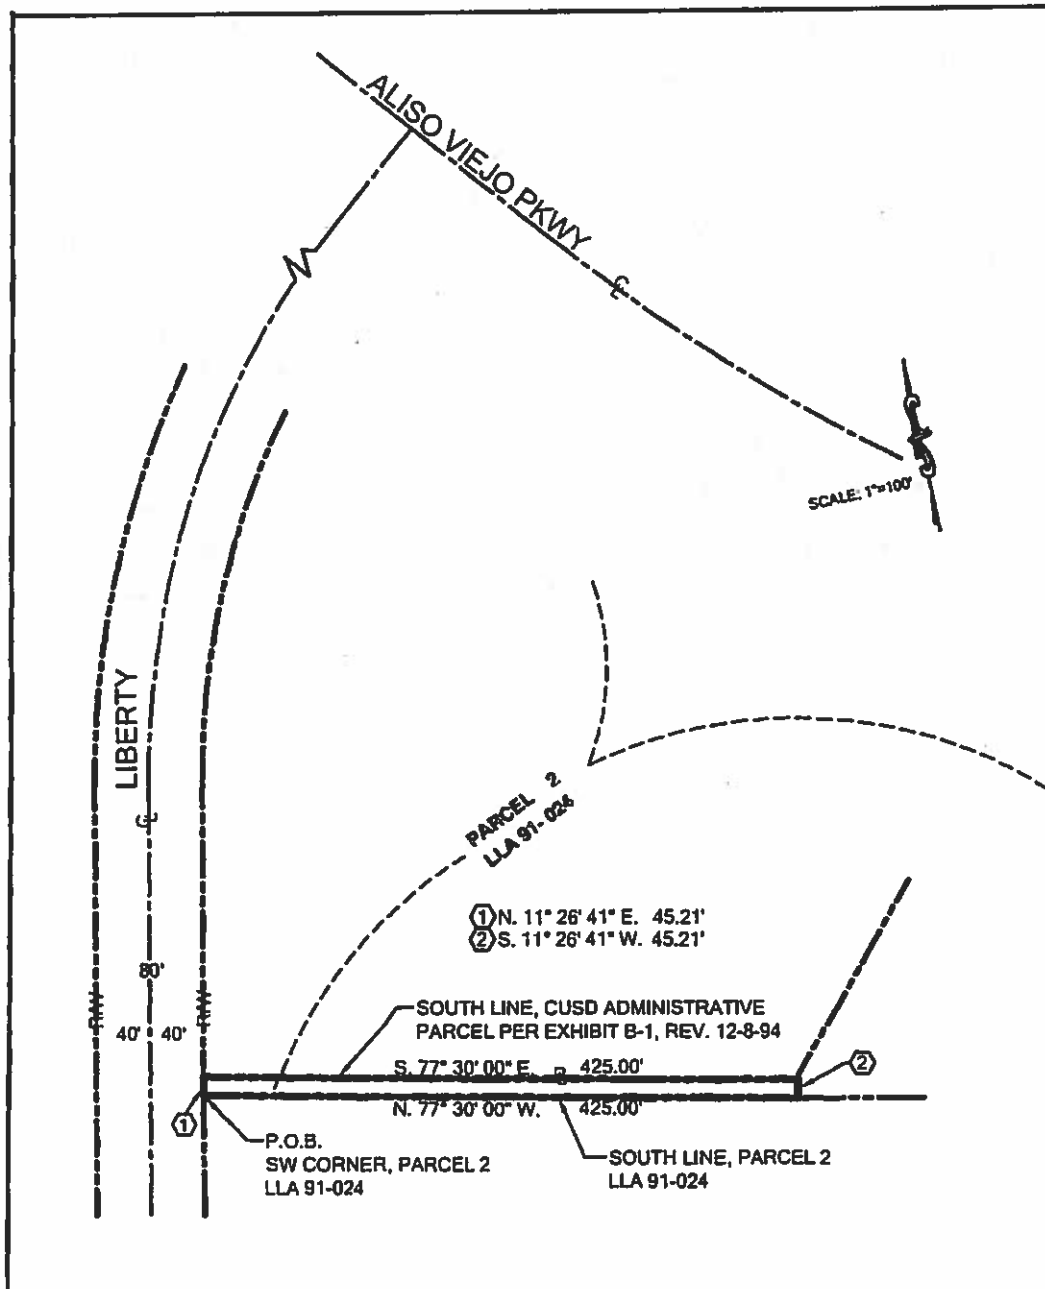 ALISO VIEJO PKWY
SCALE: 1"=100'
LIBERTY
PARCEL 2
LLA 91-024
1 N. 11° 26' 41" E. 45.21'
2 S. 11° 26' 41" W. 45.21'
80'
R/W
R/W
40' 40'
SOUTH LINE, CUSD ADMINISTRATIVE
PARCEL PER EXHIBIT B-1, REV. 12-8-94
S. 77° 30' 00" E. 425.00'
2
N. 77° 30' 00" W. 425.00'
1
P.O.B.
SW CORNER, PARCEL 2
LLA 91-024
SOUTH LINE, PARCEL 2
LLA 91-024